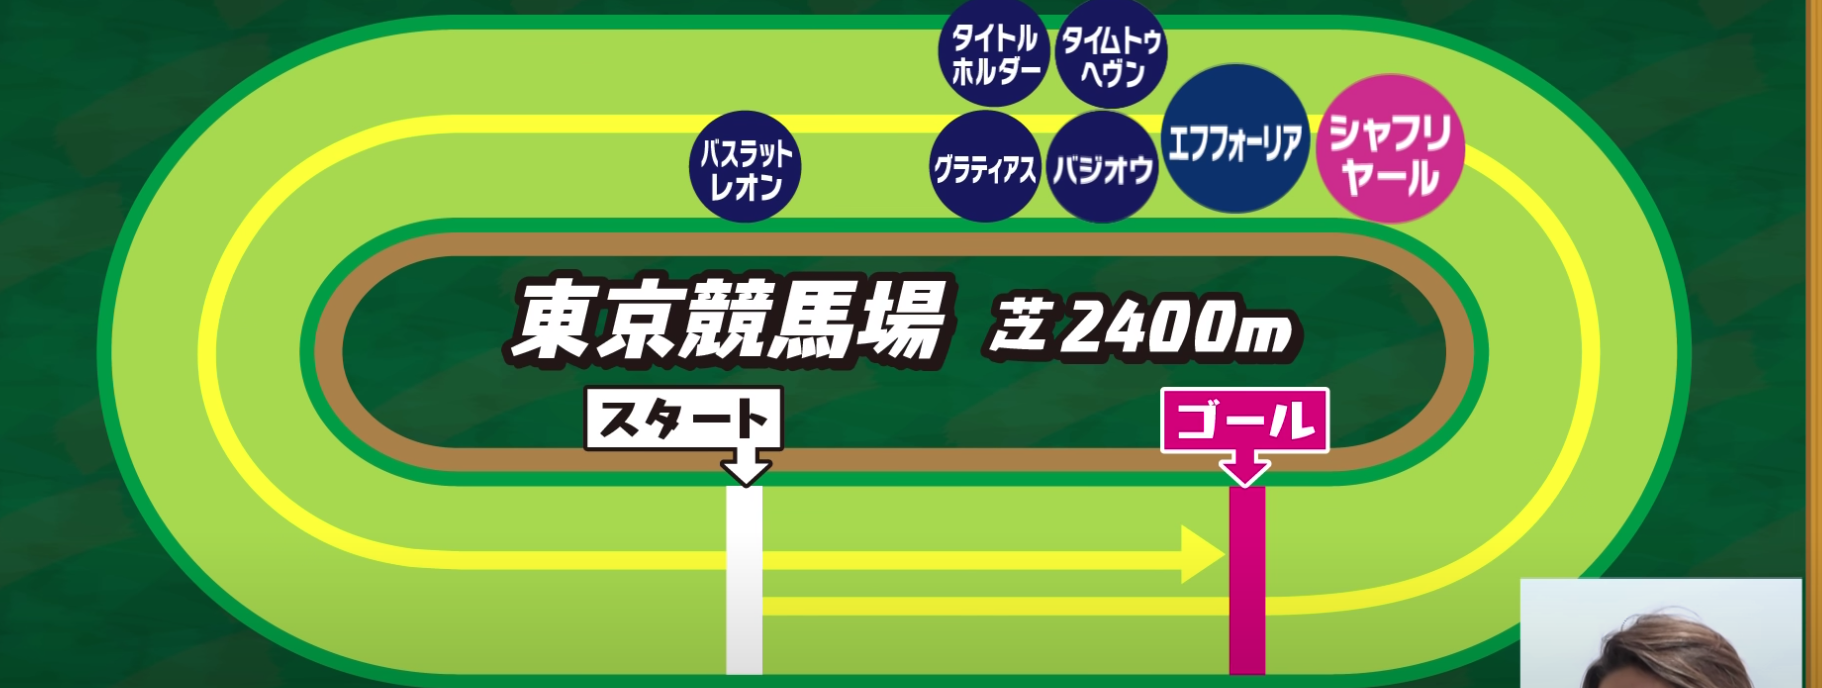 タイトル
ホルダー
タイムトゥ
ヘヴン
バスラット
レオン
グラティアス
バジオウ
エフフォーリア
シャフリ
ヤール
東京競馬場 芝2400m
スタート
ゴール